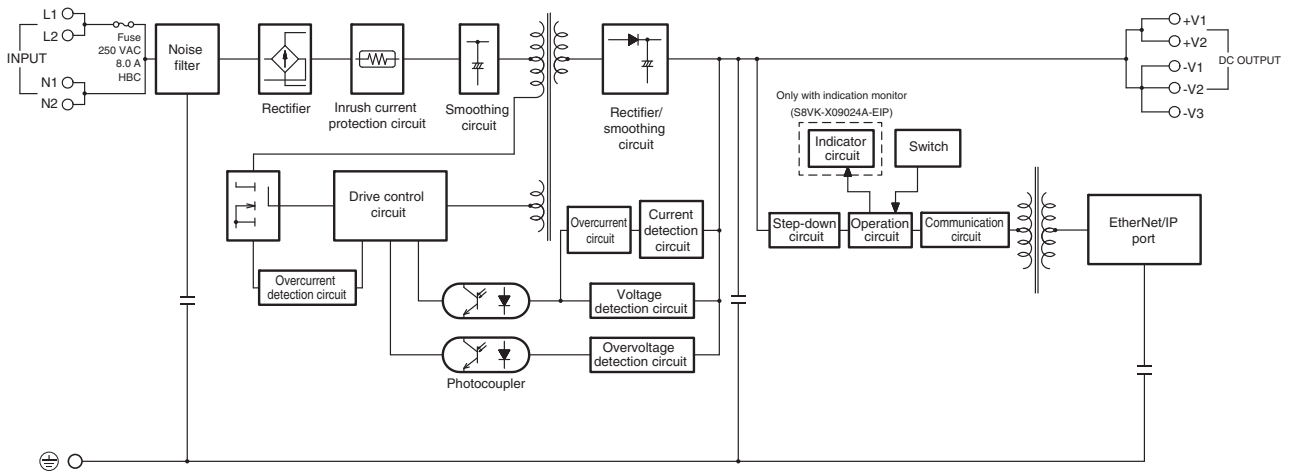 L1
L2
INPUT
N1
N2
Fuse
250 VAC
8.0 A
HBC
Noise
filter
Rectifier
Inrush current
protection circuit
Smoothing
circuit
Rectifier/
smoothing
circuit
+V1
+V2
-V1
-V2
-V3
DC OUTPUT
Only with indication monitor
(S8VK-X09024A-EIP)
Indicator
circuit
Switch
Drive control
circuit
Overcurrent
circuit
Current
detection
circuit
Step-down
circuit
Operation
circuit
Communication
circuit
EtherNet/IP
port
Overcurrent
detection circuit
Voltage
detection circuit
Overvoltage
detection circuit
Photocoupler